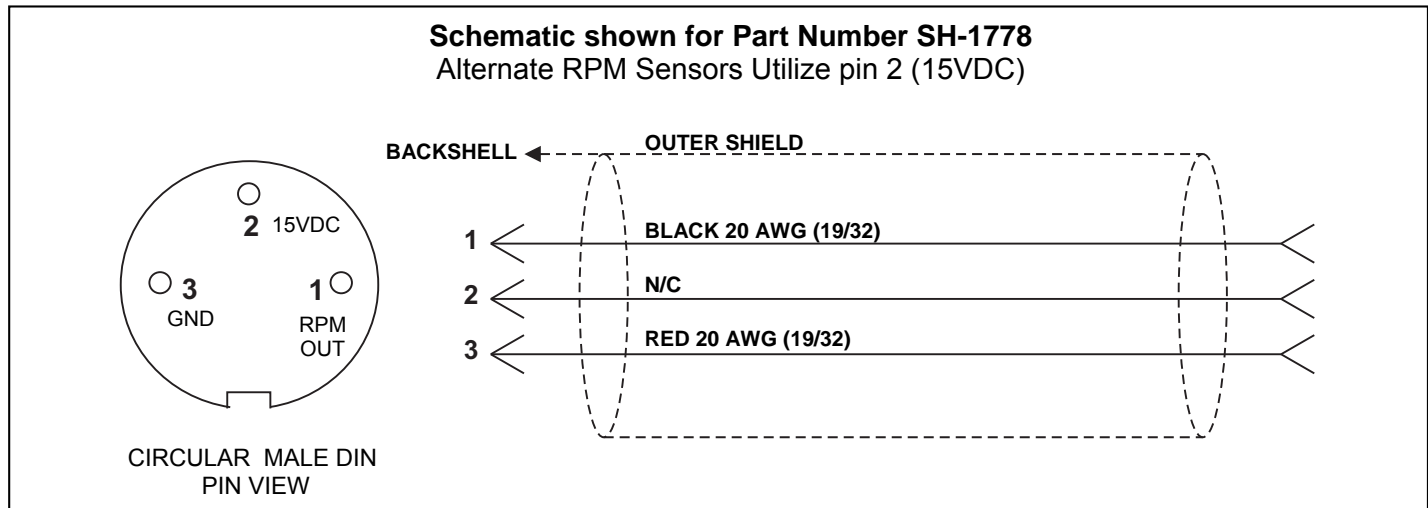 Schematic shown for Part Number SH-1778
Alternate RPM Sensors Utilize pin 2 (15VDC)
BACKSHELL
OUTER SHIELD
2 15VDC
3
GND
1
RPM
OUT
CIRCULAR MALE DIN
PIN VIEW
1 BLACK 20 AWG (19/32)
2 N/C
3 RED 20 AWG (19/32)